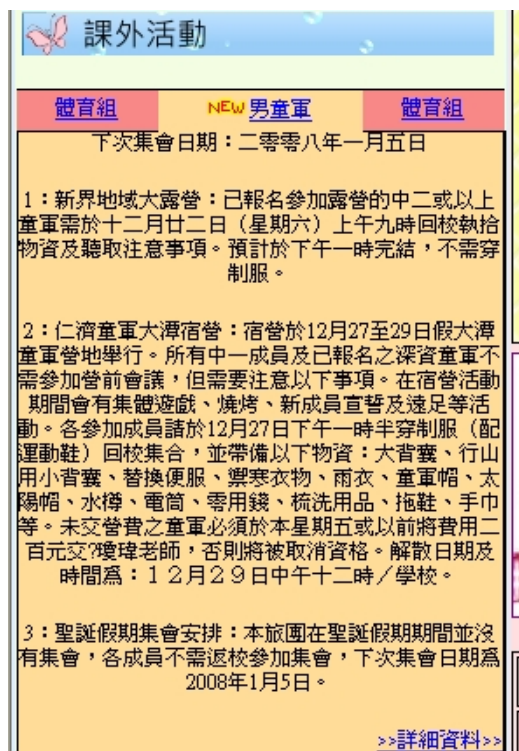 課外活動
體育組 NEW 男童軍 體育組
下次集會日期：二零零八年一月五日
1：新界地域大露營：已報名參加露營的中二或以上
童軍需於十二月廿二日（星期六）上午九時回校執拾
物資及聽取注意事項。預計於下午一時完結，不需穿
制服。
2：仁濟童軍大潭宿營：宿營於12月27至29日假大潭
童軍營地舉行。所有中一成員及已報名之深資童軍不
需參加營前會議，但需要注意以下事項。在宿營活動
期間會有集體遊戲、燒烤、新成員宣誓及遠足等活
動。各參加成員請於12月27日下午一時半穿制服（配
運動鞋）回校集合，並帶備以下物資：大背囊、行山
用小背囊、替換便服、禦寒衣物、雨衣、童軍帽、太
陽帽、水樽、電筒、零用錢、梳洗用品、拖鞋、手巾
等。未交營費之童軍必須於本星期五或以前將費用二
百元交?瓊瑋老師，否則將被取消資格。解散日期及
時間爲：１２月２９日中午十二時／學校。
3：聖誕假期集會安排：本旅團在聖誕假期期間並沒
有集會，各成員不需返校參加集會，下次集會日期爲
2008年1月5日。
>>詳細資料>>